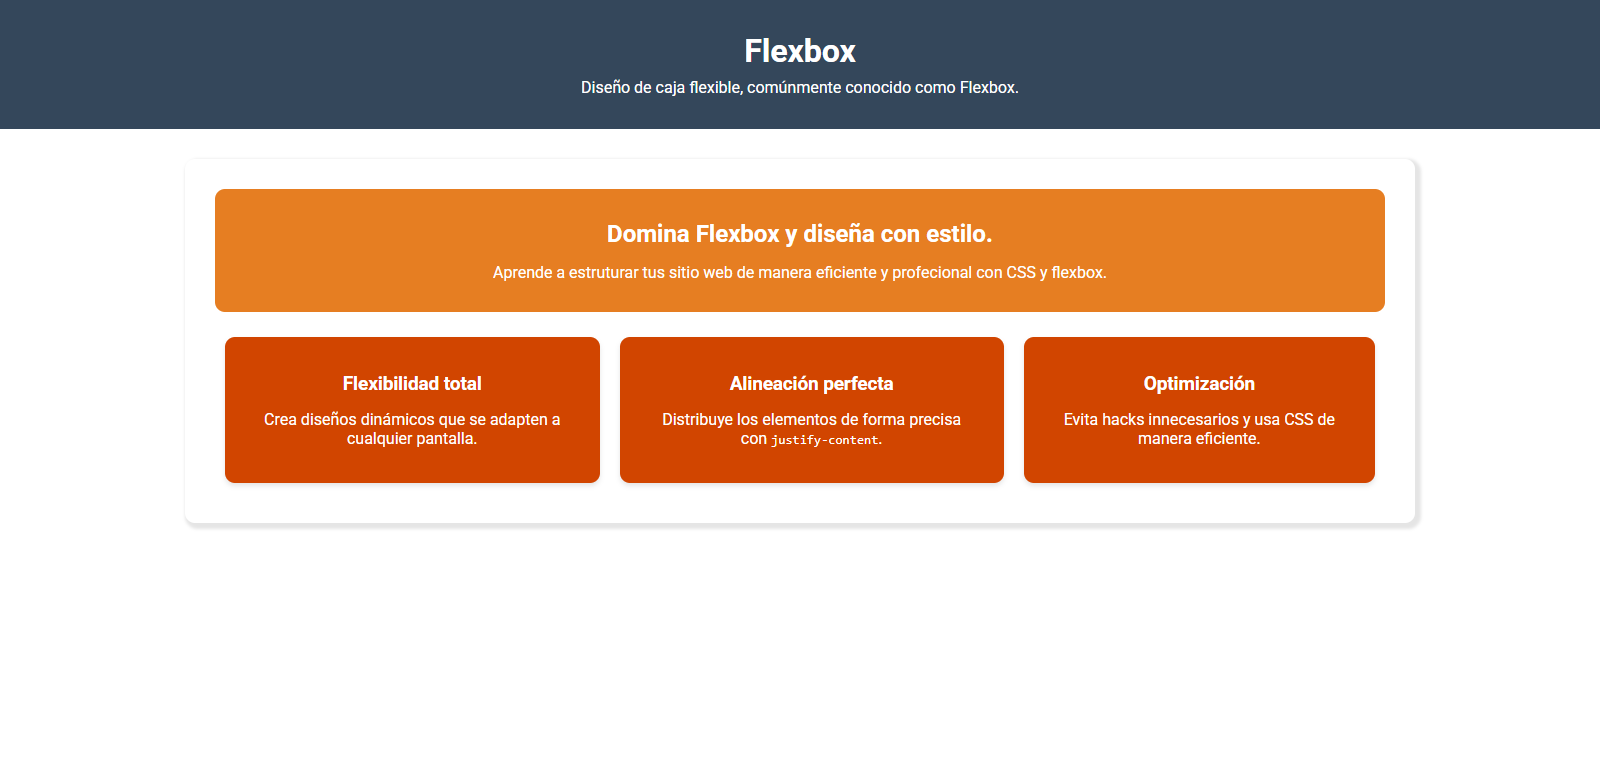 Flexbox
Diseño de caja flexible, comúnmente conocido como Flexbox.
Domina Flexbox y diseña con estilo.
Aprende a estruturar tus sitio web de manera eficiente y profecional con CSS y flexbox.
Flexibilidad total
Crea diseños dinámicos que se adapten a
cualquier pantalla.
Alineación perfecta
Distribuye los elementos de forma precisa
con justify-content.
Optimización
Evita hacks innecesarios y usa CSS de
manera eficiente.